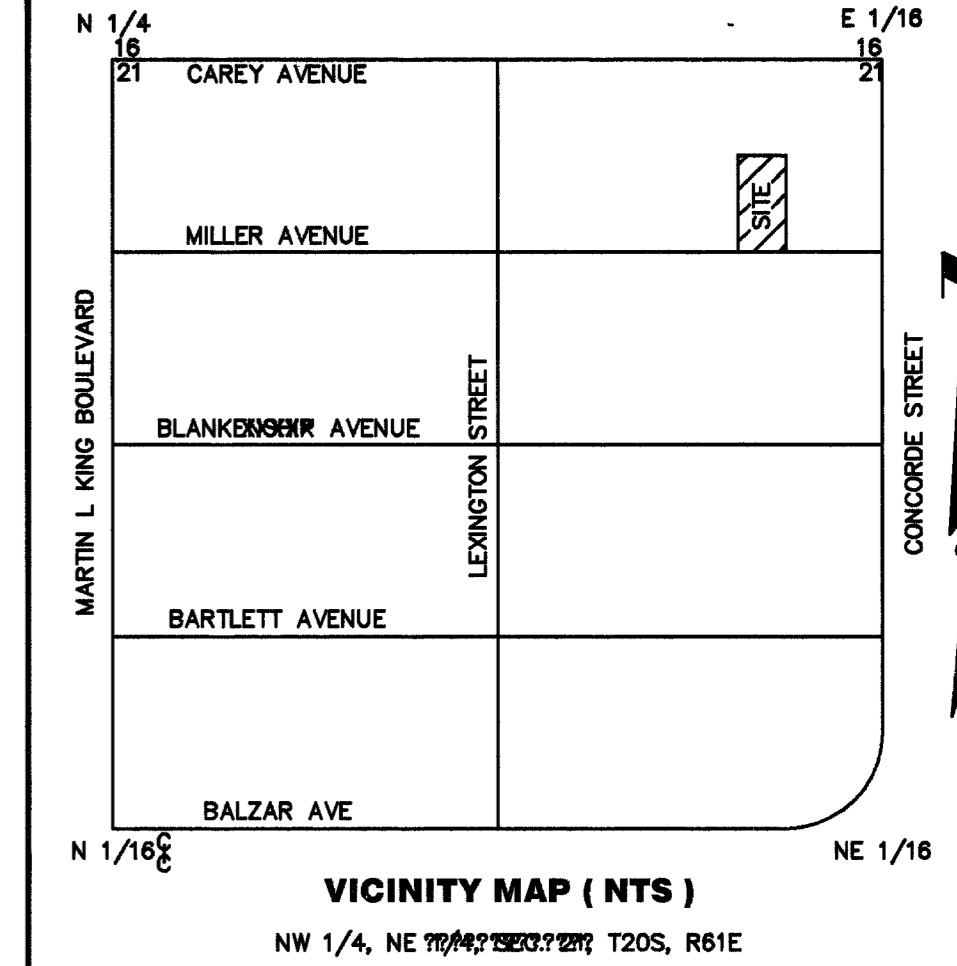 N 1/4
E 1/16
16
16
21
21
CAREY AVENUE
SITE
MILLER AVENUE
MARTIN L KING BOULEVARD
LEXINGTON STREET
CONCORDE STREET
AVENUE
BARTLETT AVENUE
BALZAR AVE
N 1/16
NE 1/16
VICINITY MAP ( NTS )
NW 1/4, NE T20S, R61E